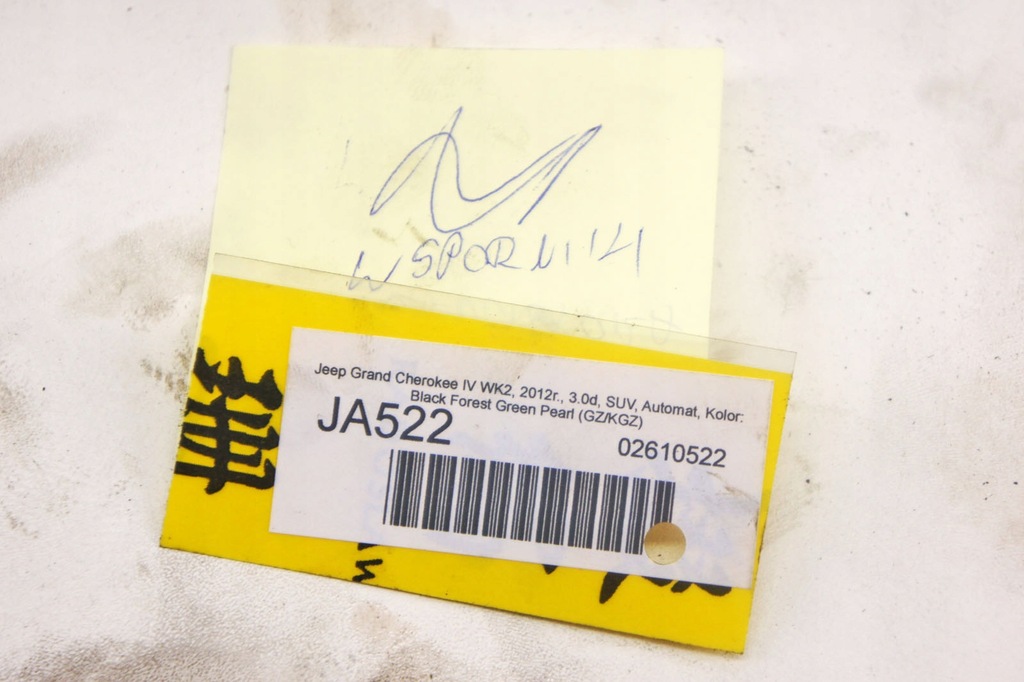 WSPORNIK
Jeep Grand Cherokee IV WK2, 2012r., 3.0d, SUV, Automat, Kolor:
Black Forest Green Pearl (GZ/KGZ)
JA522
02610522